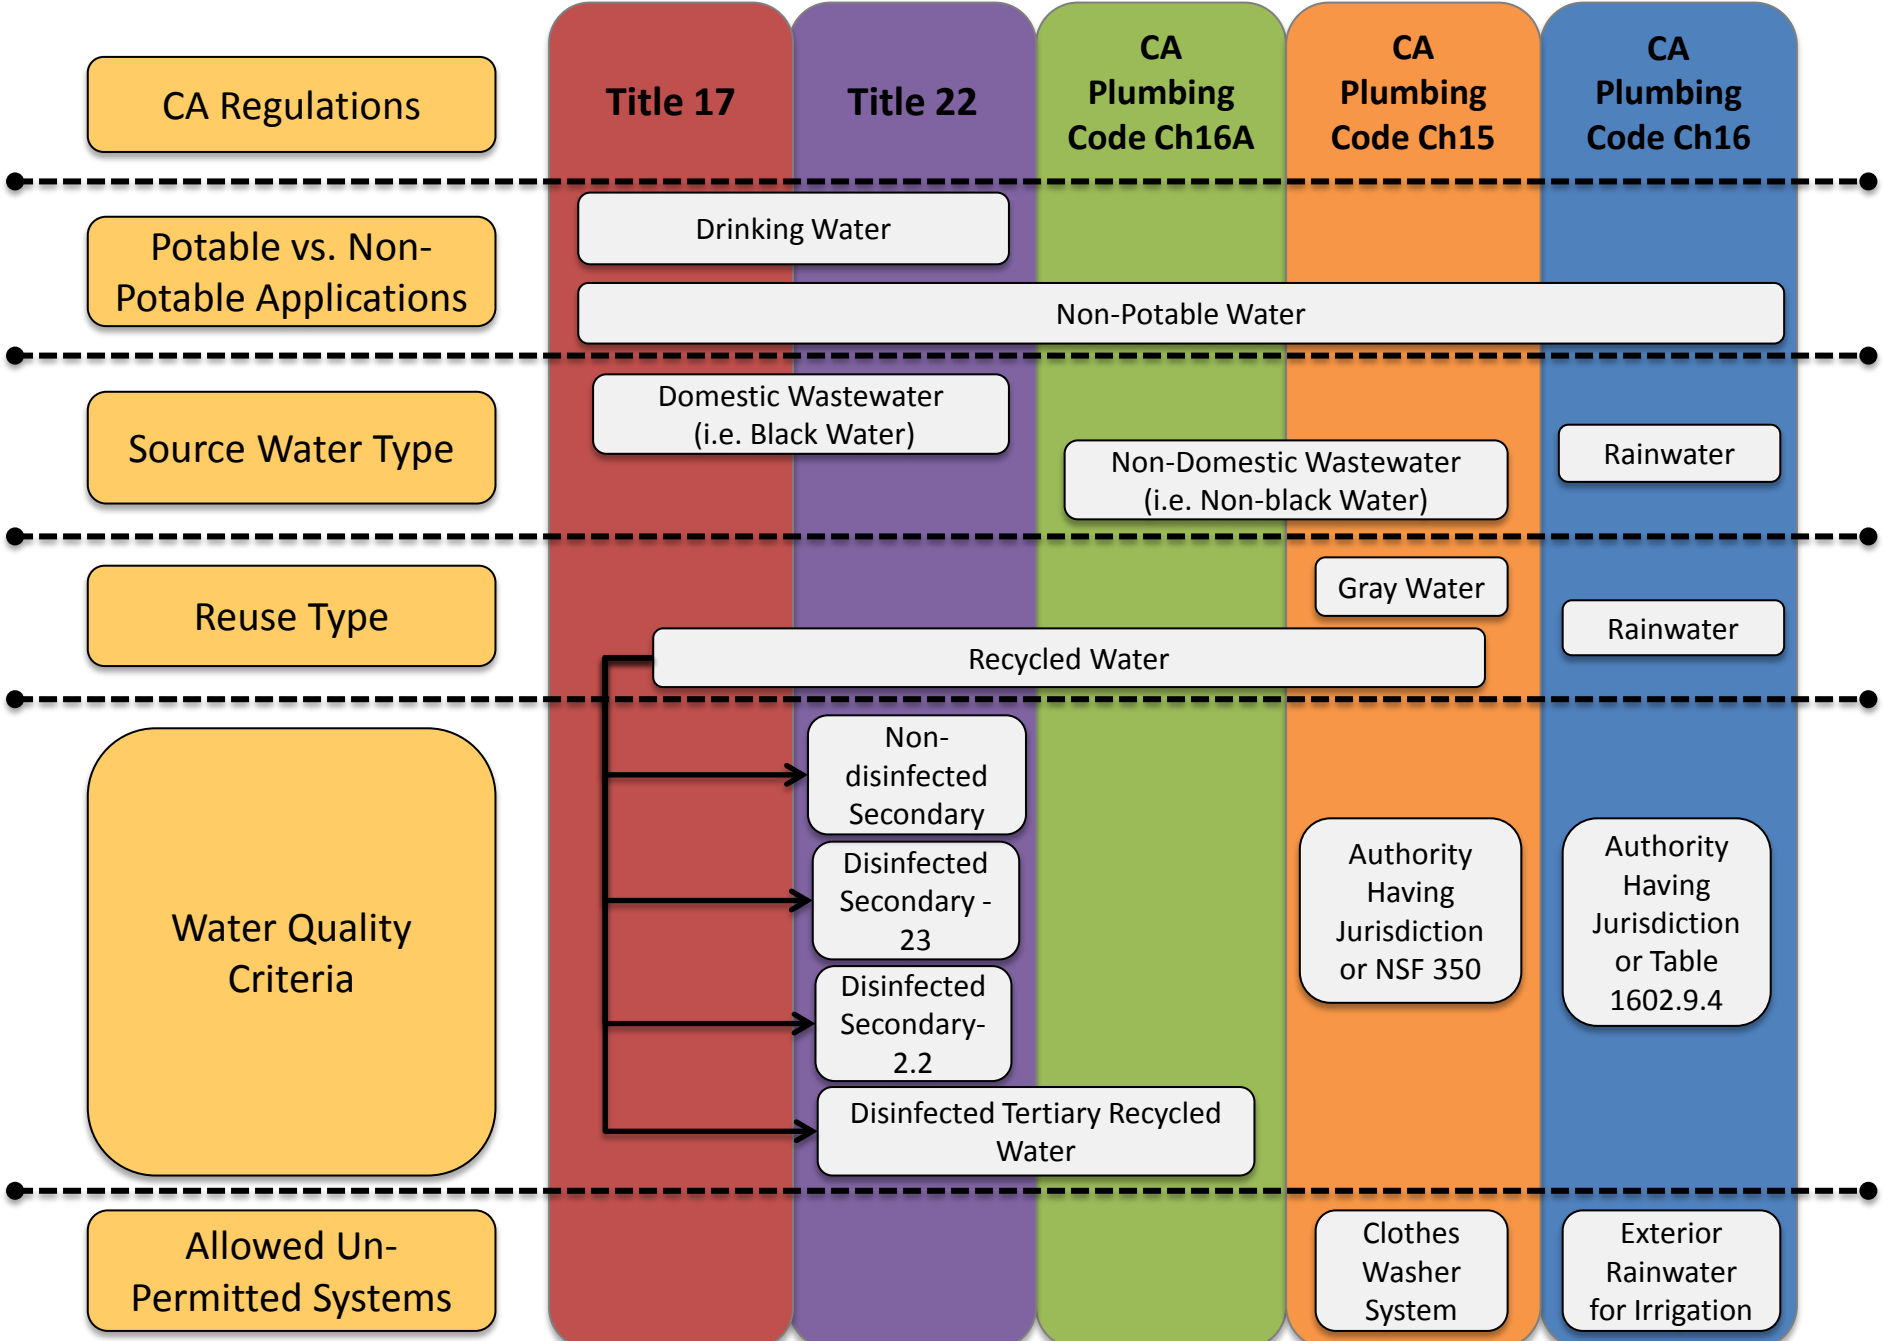 CA Regulations
Title 17
Title 22
CA
Plumbing
Code Ch16A
CA
Plumbing
Code Ch15
CA
Plumbing
Code Ch16
Potable vs. Non-
Potable Applications
Drinking Water
Non-Potable Water
Source Water Type
Domestic Wastewater
(i.e. Black Water)
Non-Domestic Wastewater
(i.e. Non-black Water)
Rainwater
Reuse Type
Gray Water
Rainwater
Recycled Water
Water Quality
Criteria
Non-
disinfected
Secondary
Disinfected
Secondary -
23
Disinfected
Secondary-
2.2
Disinfected Tertiary Recycled
Water
Authority
Having
Jurisdiction
or NSF 350
Authority
Having
Jurisdiction
or Table
1602.9.4
Allowed Un-
Permitted Systems
Clothes
Washer
System
Exterior
Rainwater
for Irrigation